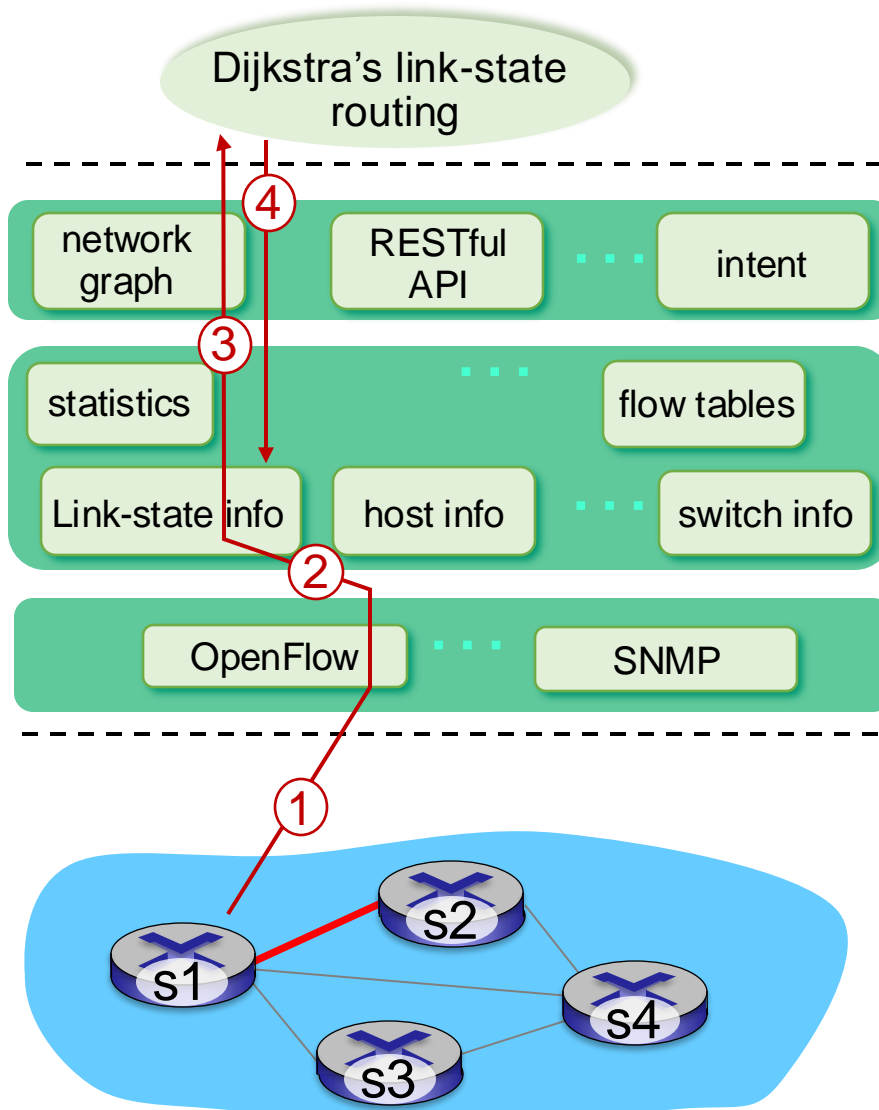 Dijkstra's link-state
routing
4
network
graph
RESTful
API
intent
3
statistics
flow tables
Link-state info
host info
switch info
2
OpenFlow
SNMP
1
s2
s1
s4
s3